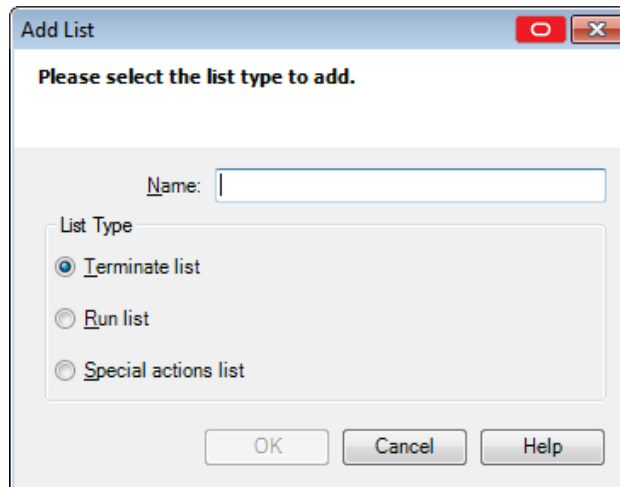 Add List
Please select the list type to add.
Name:
List Type
Terminate list
Run list
Special actions list
OK Cancel Help